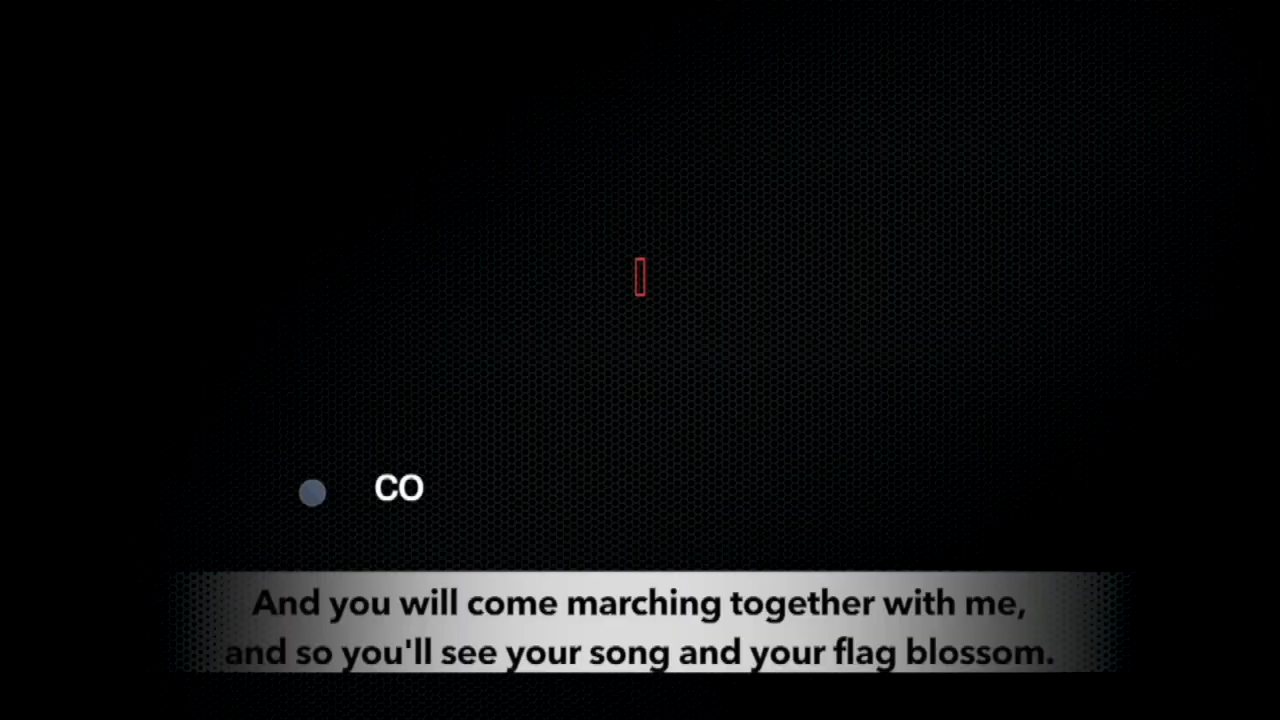 CO
And you will come marching together with me,
and so you'll see your song and your flag blossom.